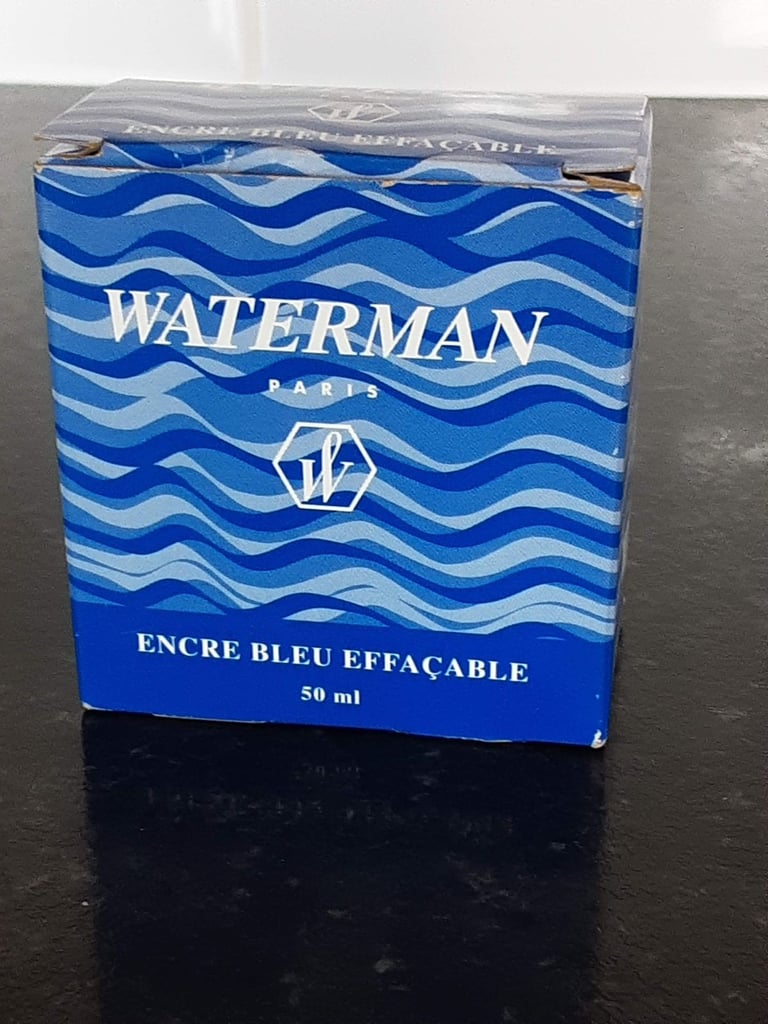 ENCRE BLEU EFFAÇABLE
WATERMAN
PARIS
W
ENCRE BLEU EFFAÇABLE
50 ml